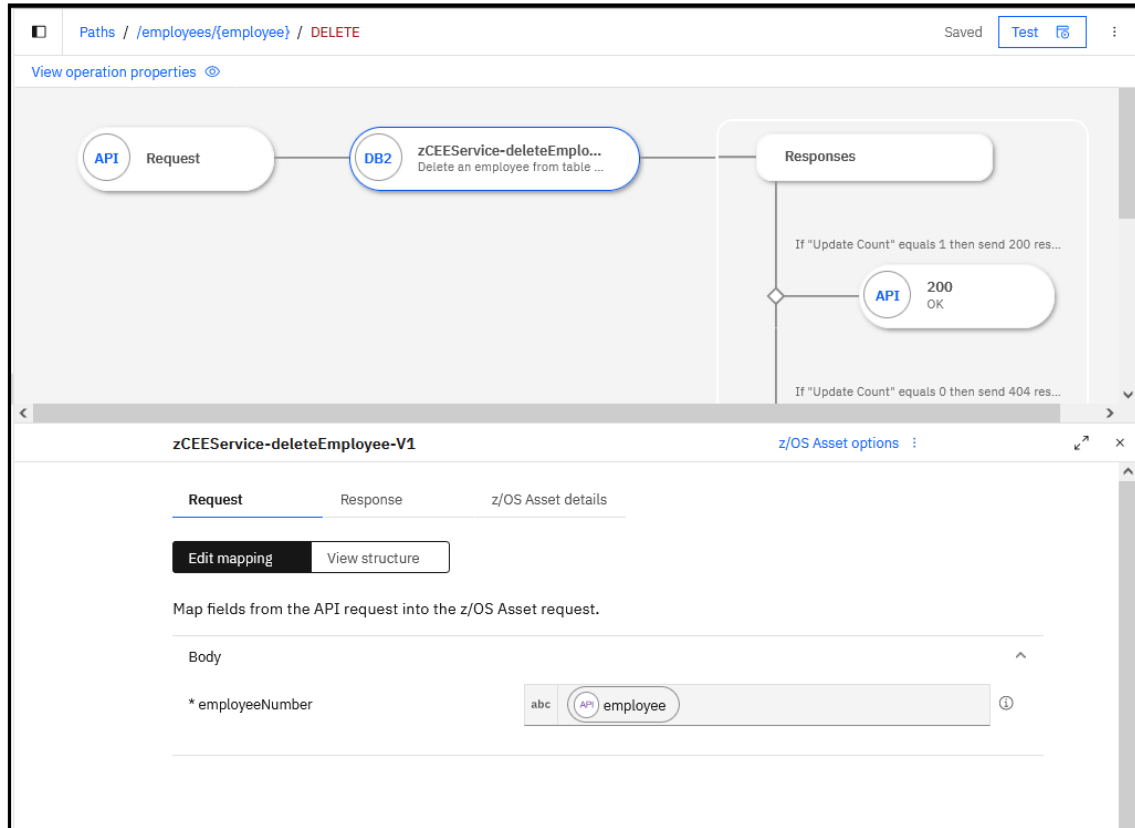 Paths / /employees/{employee} / DELETE
Saved
Test
View operation properties
API Request
DB2 zCEEService-deleteEmplo...
Delete an employee from table ...
Responses
If "Update Count" equals 1 then send 200 res...
API 200
OK
If "Update Count" equals 0 then send 404 res...
zCEEService-deleteEmployee-V1
z/OS Asset options
Request Response z/OS Asset details
Edit mapping View structure
Map fields from the API request into the z/OS Asset request.
Body
* employeeNumber abc API employee